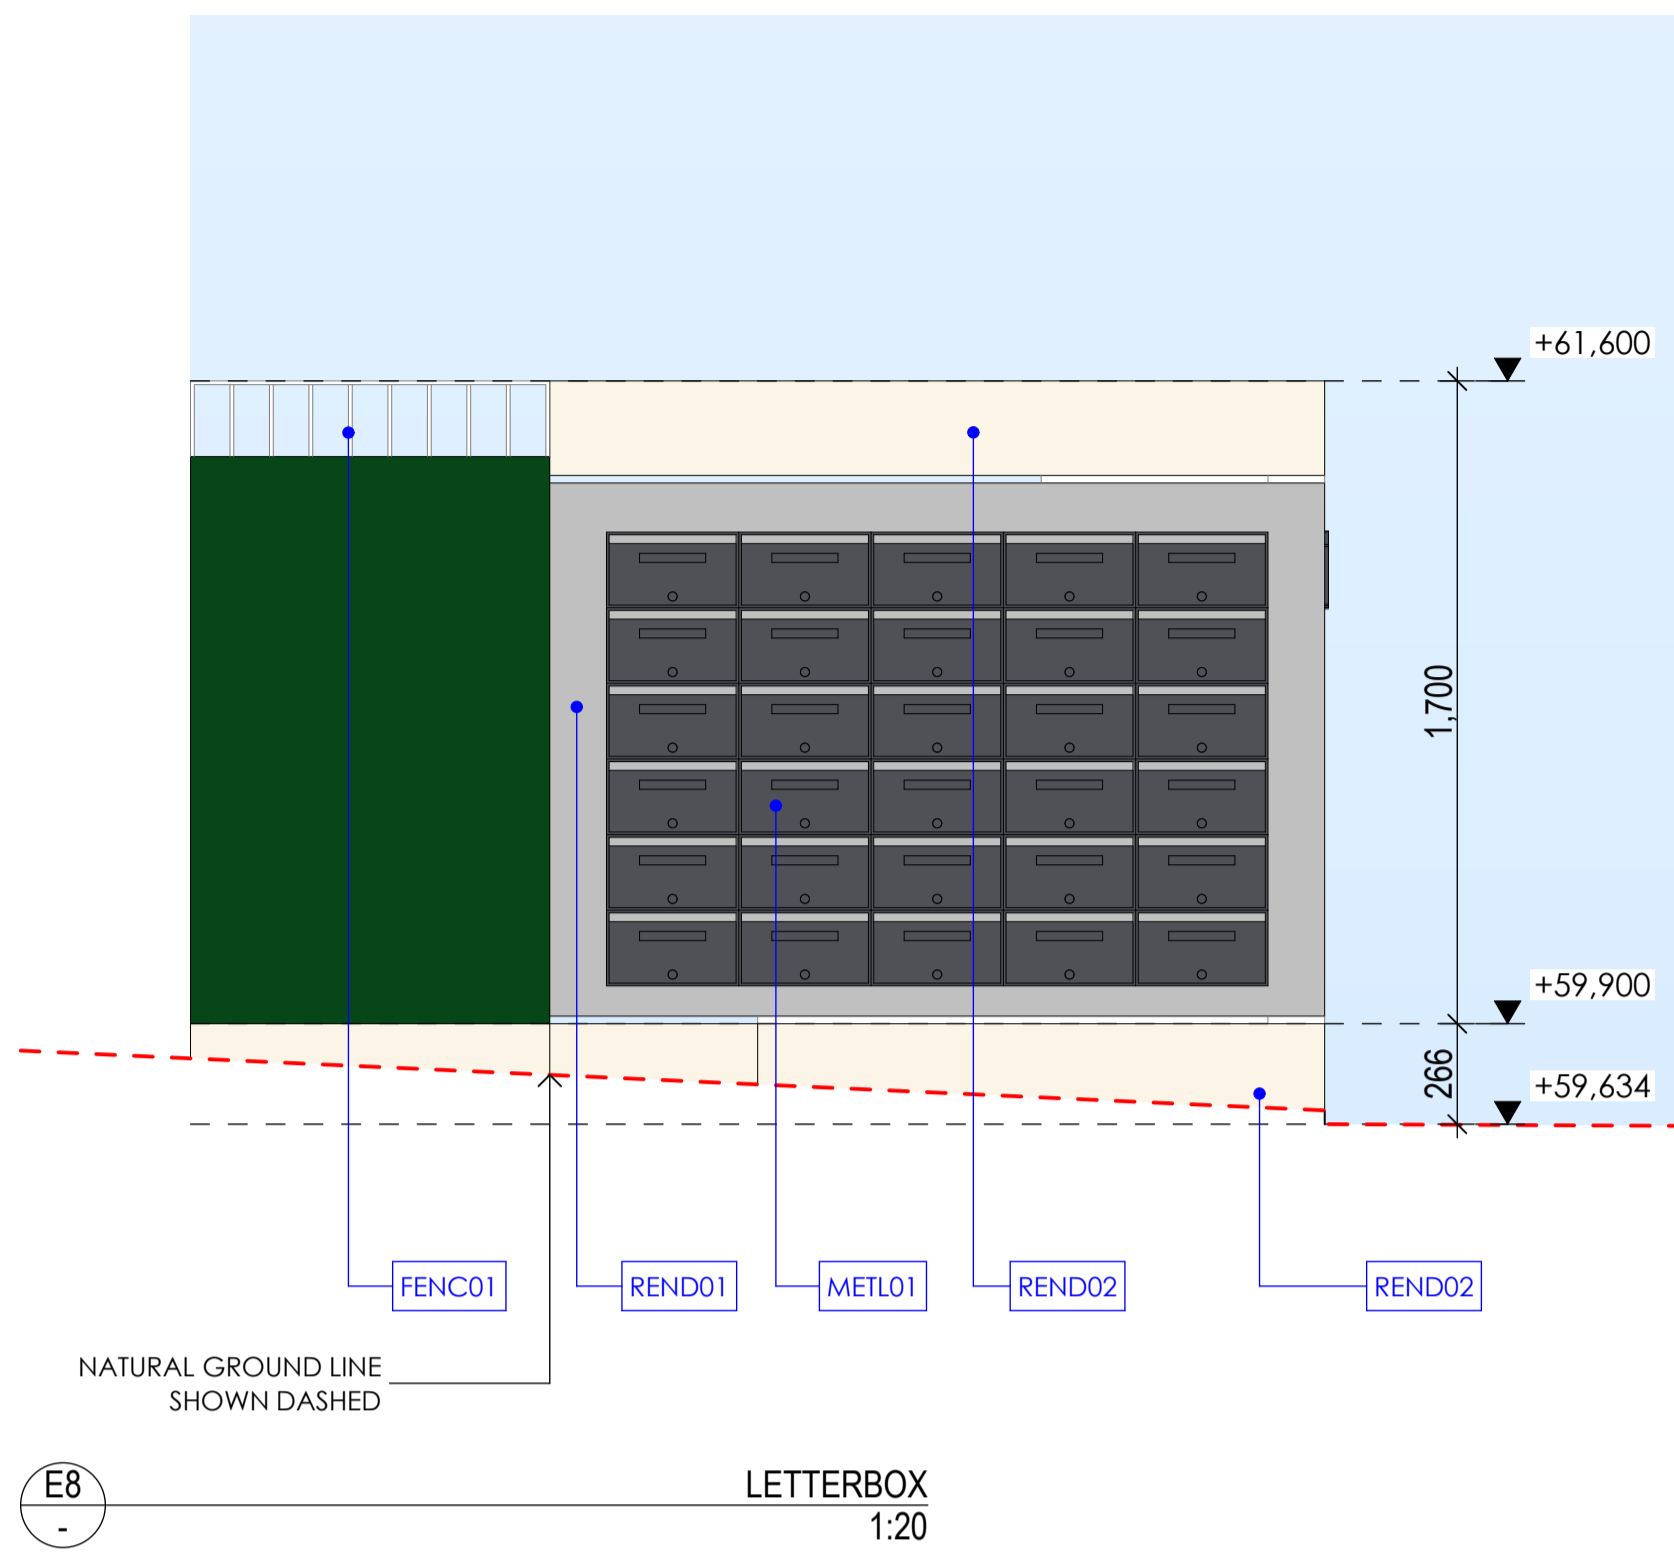 +61,600
1,700
+59,900
266
+59,634
FENC01
REND01
METL01
REND02
REND02
NATURAL GROUND LINE
SHOWN DASHED
E8
-
LETTERBOX
1:20